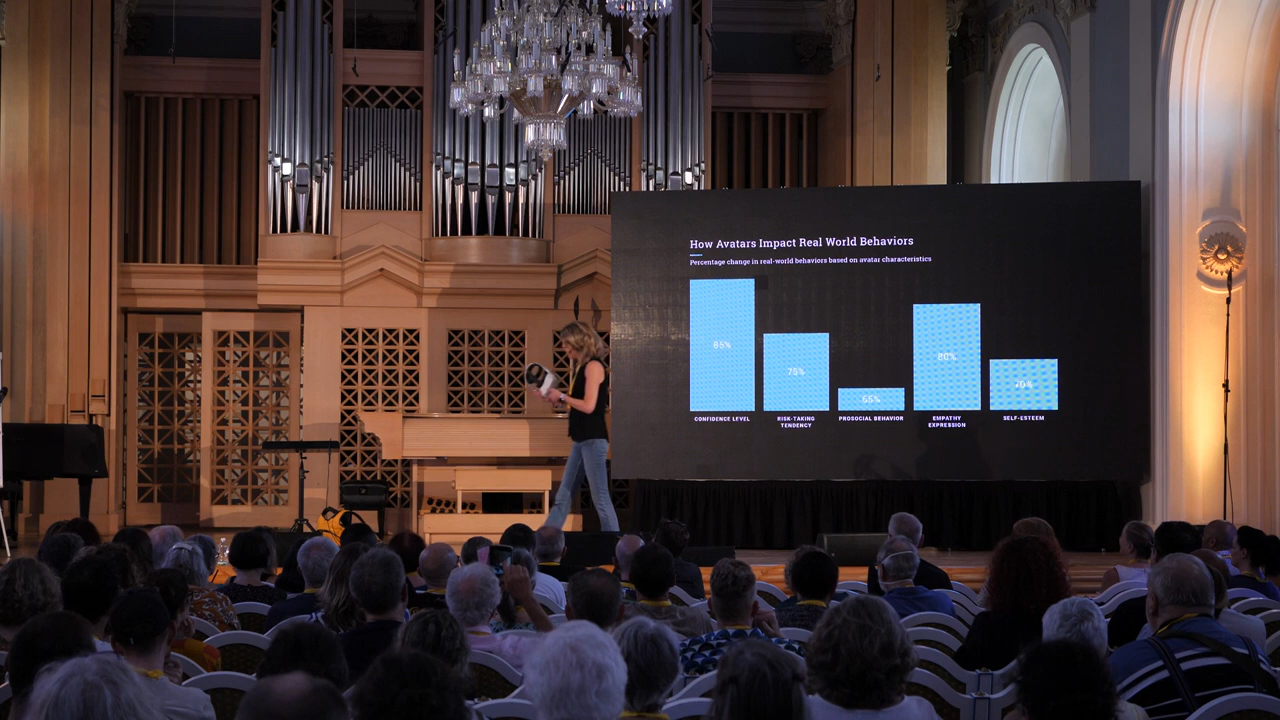 How Avatars Impact Real World Behaviors
Percentage change in real-world behaviors based on avatar characteristics
85%
75%
65%
80%
70%
CONFIDENCE LEVEL
RISK-TAKING
TENDENCY
PROSOCIAL BEHAVIOR
EMPATHY
EXPRESSION
SELF-ESTEEM